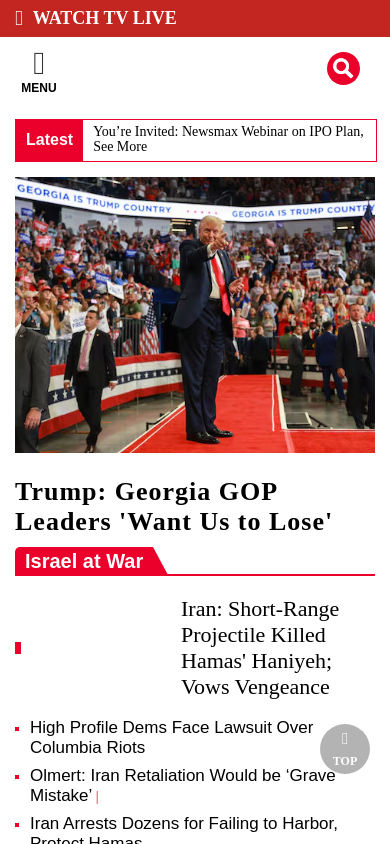 WATCH TV LIVE
MENU
Latest
You’re Invited: Newsmax Webinar on IPO Plan,
See More
GEORGIA IS TRUMP COUNTRY
GEORGIA IS TRUMP COUNTRY
Trump: Georgia GOP
Leaders 'Want Us to Lose'
Israel at War
Iran: Short-Range
Projectile Killed
Hamas' Haniyeh;
Vows Vengeance
High Profile Dems Face Lawsuit Over
Columbia Riots
TOP
Olmert: Iran Retaliation Would be ‘Grave
Mistake’ |
Iran Arrests Dozens for Failing to Harbor,
Protect Hamas